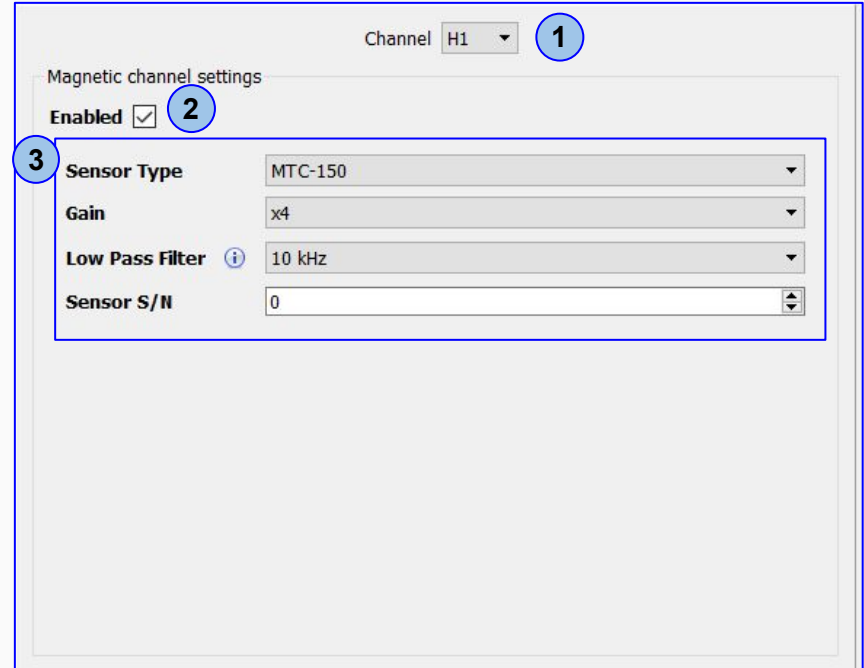 Channel H1 1
Magnetic channel settings
Enabled 2
3
Sensor Type MTC-150
Gain x4
Low Pass Filter i 10 kHz
Sensor S/N 0